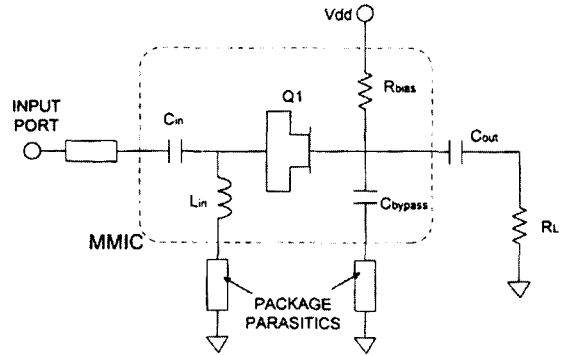 Vdd
Rbias
Q1
INPUT
PORT
Cin
Cout
Lin
Cbypass
RL
MMIC
PACKAGE
PARASITICS